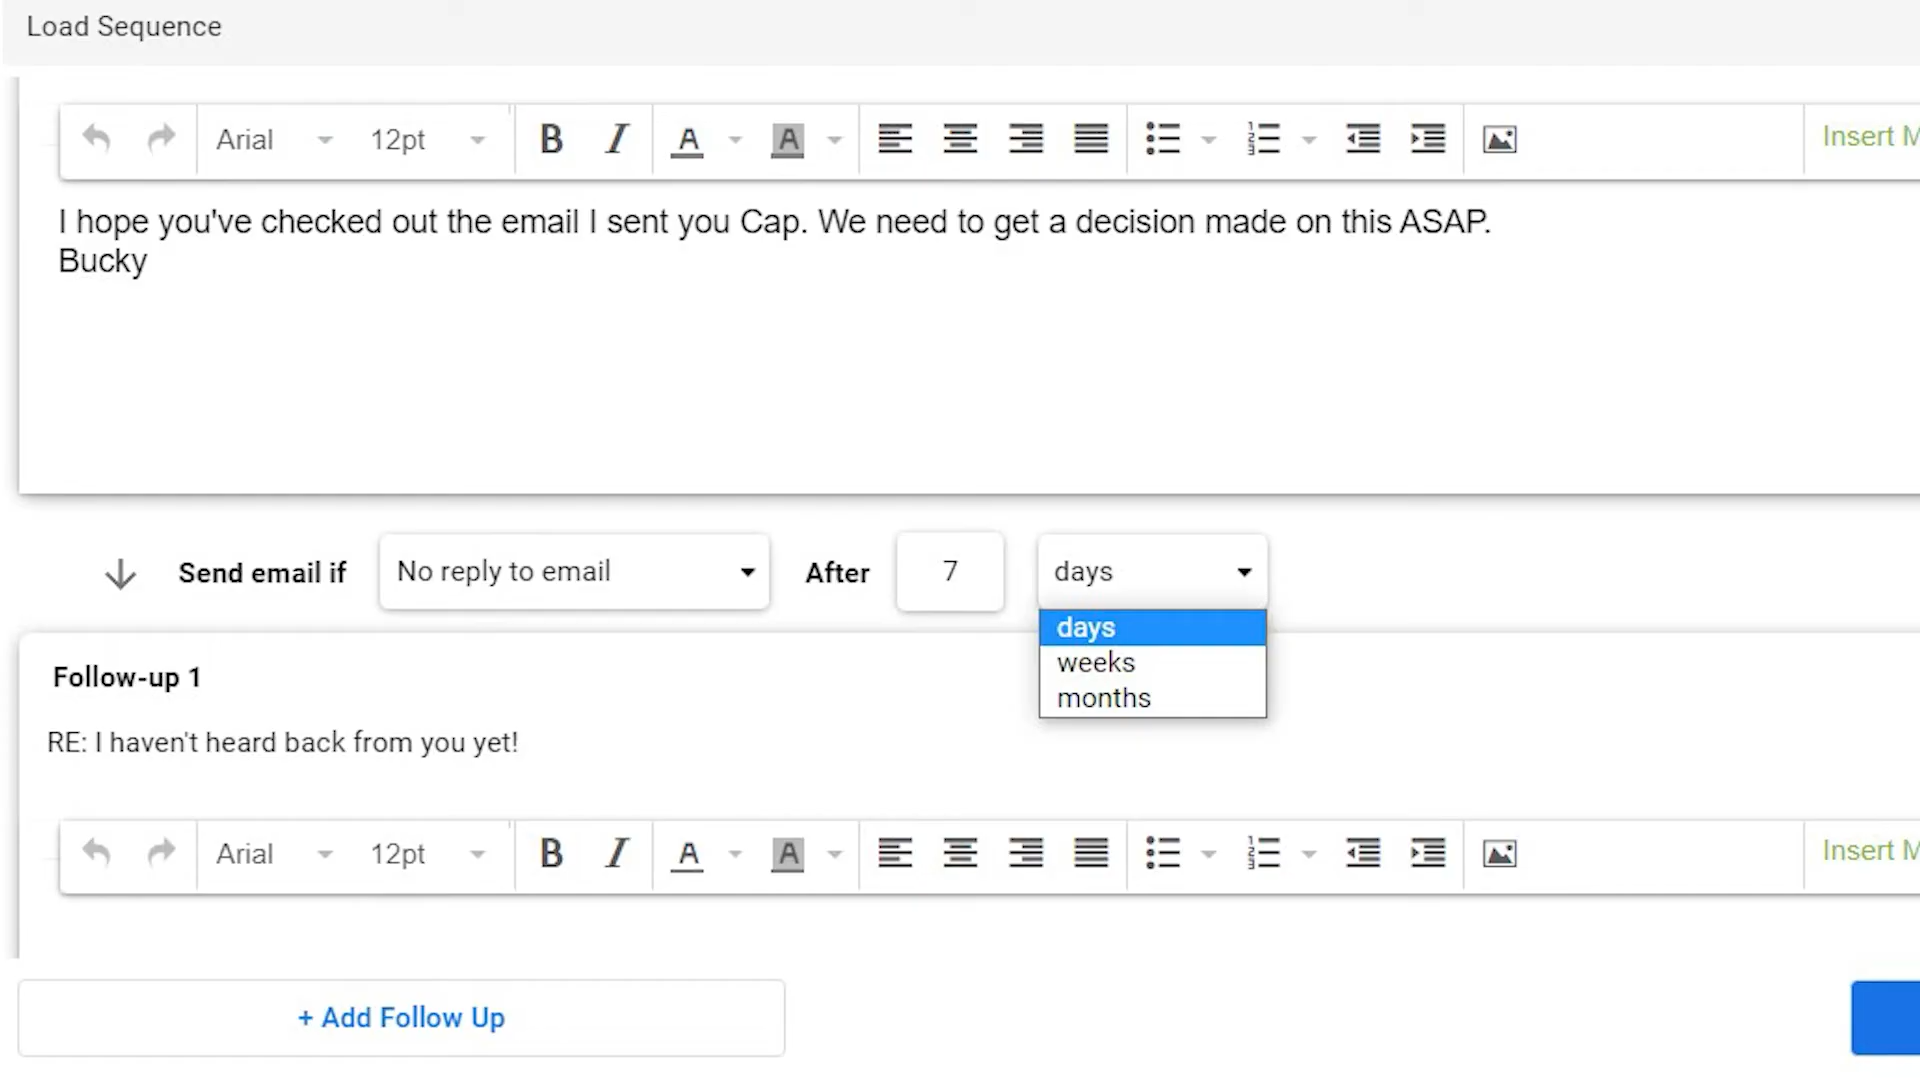 Load Sequence
Arial 12pt B I A A Insert M
I hope you've checked out the email I sent you Cap. We need to get a decision made on this ASAP.
Bucky
Send email if No reply to email After 7 days
days
weeks
months
Follow-up 1
RE: I haven't heard back from you yet!
Arial 12pt B I A A Insert M
+ Add Follow Up